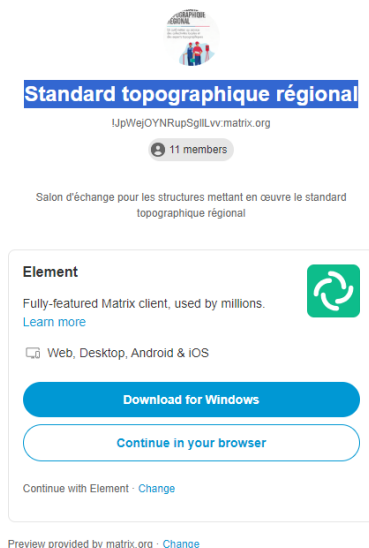 RÉGIONAL
Standard topographique régional
!JpWejOYNRupSgllLvv:matrix.org
11 members
Salon d'échange pour les structures mettant en œuvre le standard
topographique régional
Element
Fully-featured Matrix client, used by millions.
Learn more
Web, Desktop, Android & iOS
Download for Windows
Continue in your browser
Continue with Element · Change
Preview provided by matrix.org · Change